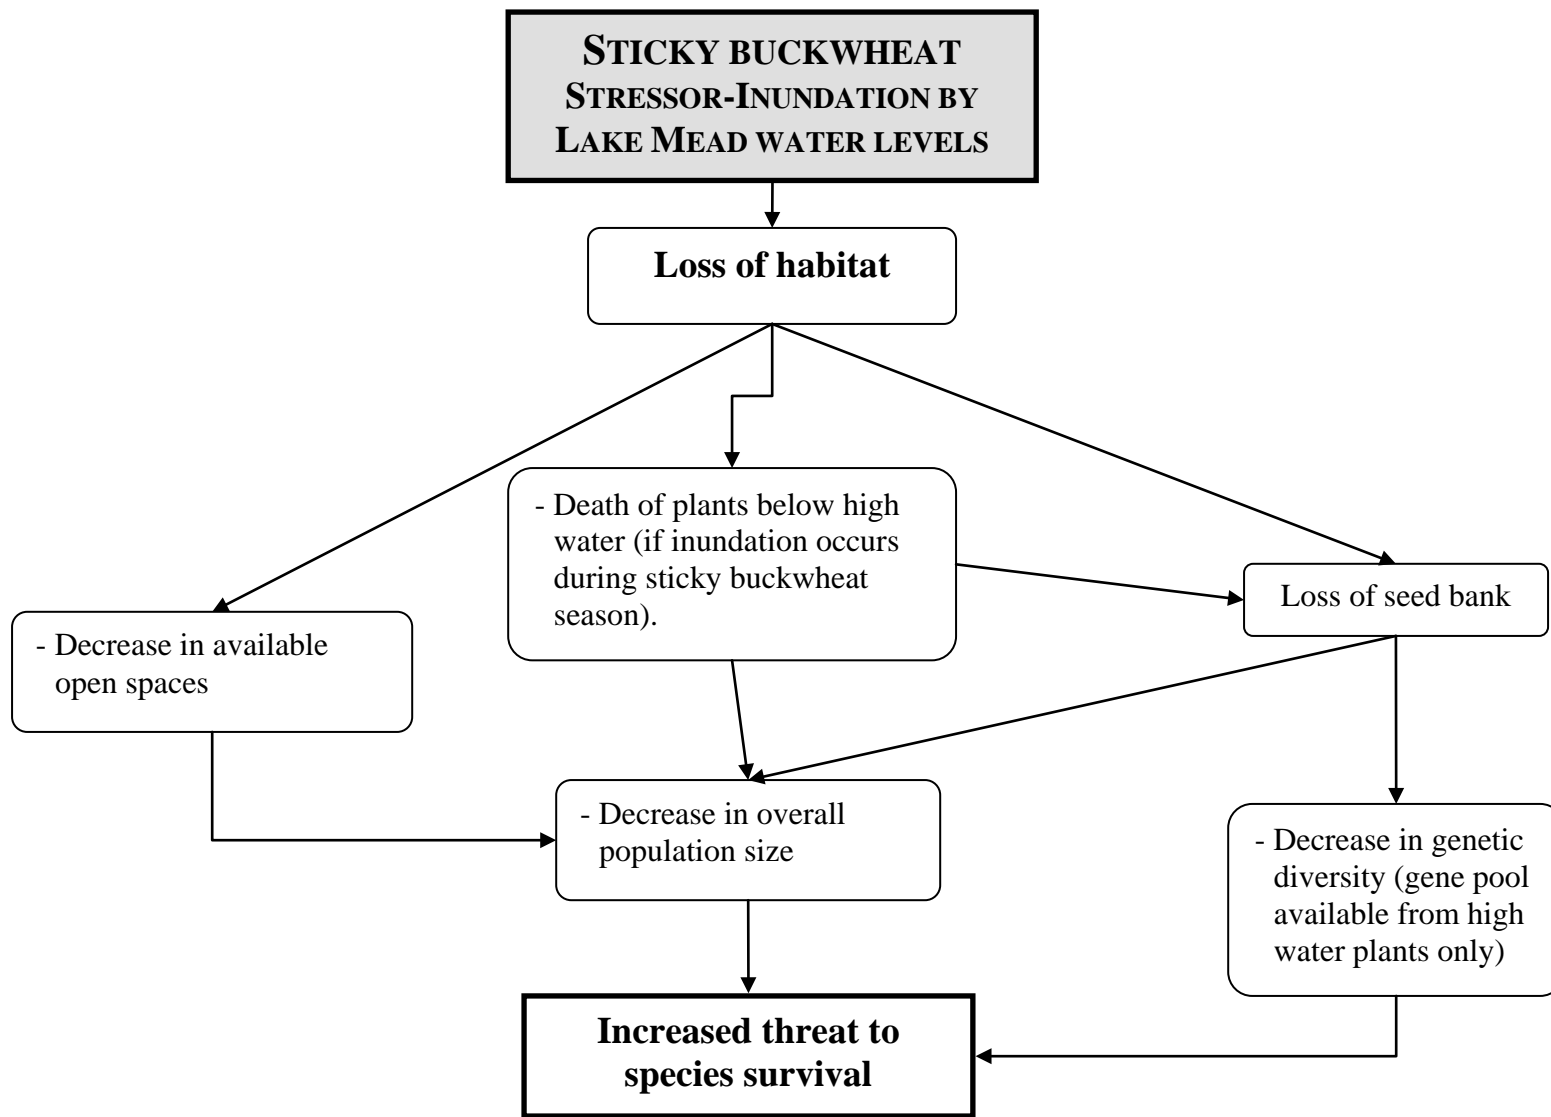 STICKY BUCKWHEAT
STRESSOR-INUNDATION BY
LAKE MEAD WATER LEVELS
Loss of habitat
- Death of plants below high
water (if inundation occurs
during sticky buckwheat
season).
Loss of seed bank
- Decrease in available
open spaces
- Decrease in overall
population size
- Decrease in genetic
diversity (gene pool
available from high
water plants only)
Increased threat to
species survival